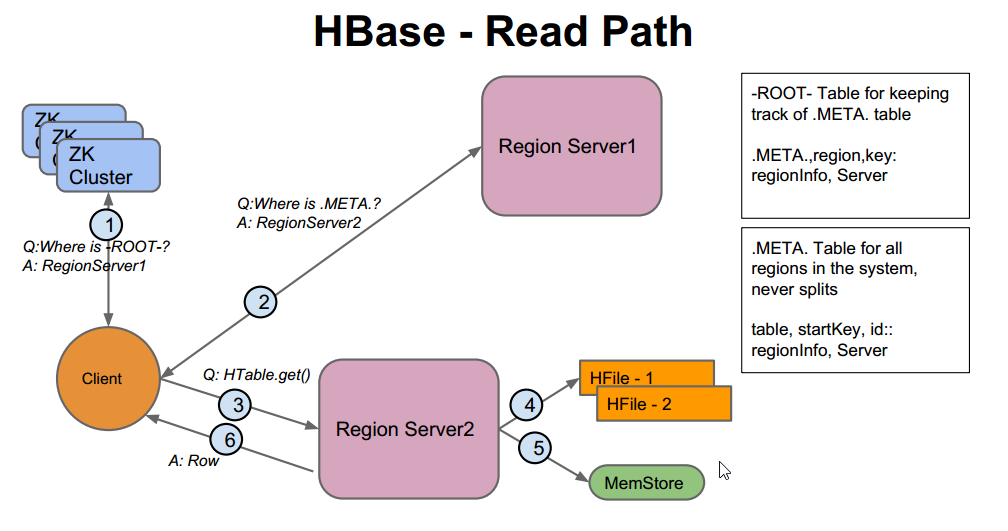 HBase - Read Path
ZK
ZK
ZK
Cluster
1
Q:Where is -ROOT-?
A: RegionServer1
Q:Where is .META.?
A: RegionServer2
2
Region Server1
-ROOT- Table for keeping
track of .META. table
.META.,region,key:
regionInfo, Server
.META. Table for all
regions in the system,
never splits
table, startKey, id::
regionInfo, Server
Client
Q: HTable.get()
3
6
A: Row
Region Server2
4
5
HFile - 1
HFile - 2
MemStore